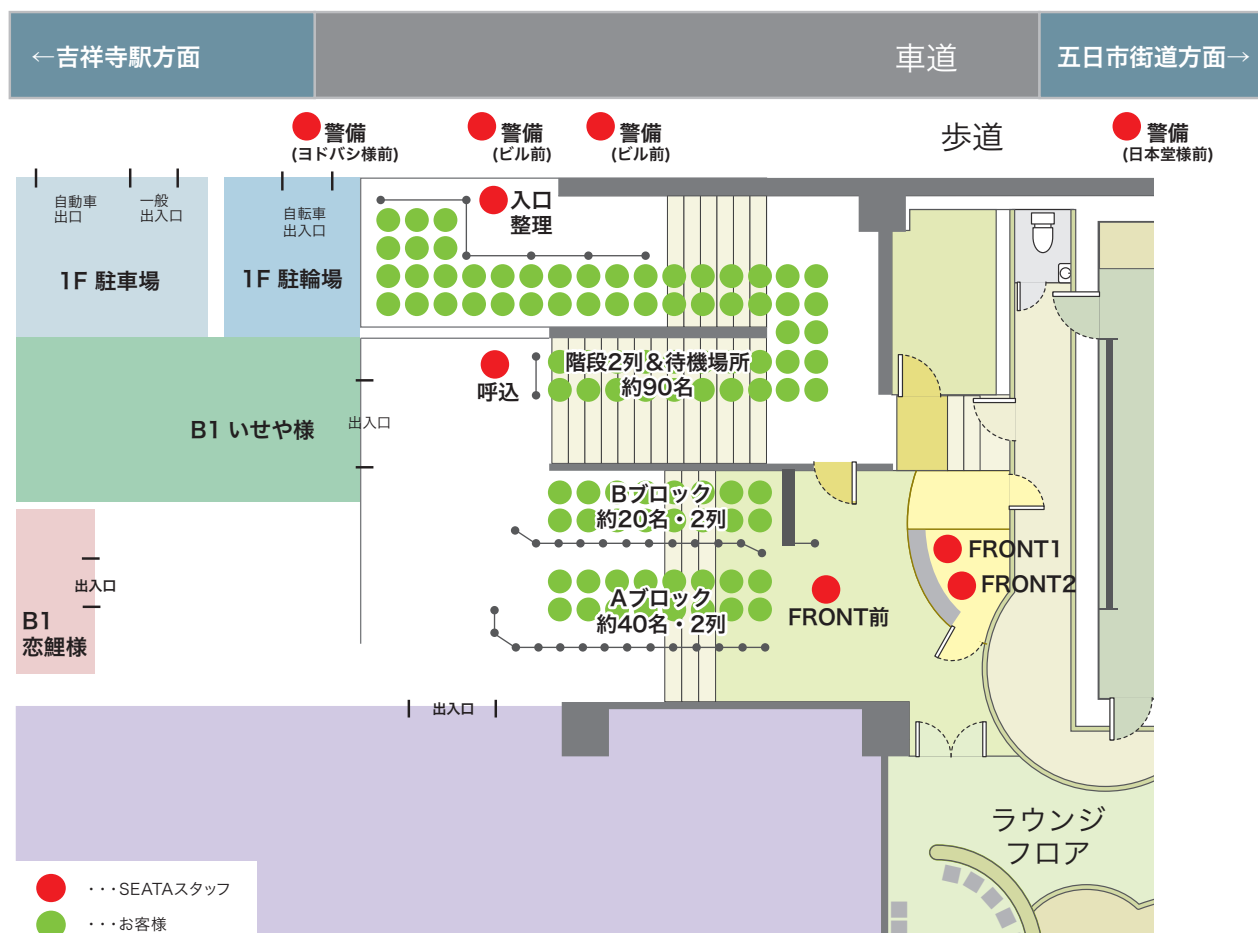 ←吉祥寺駅方面
車道
五日市街道方面→
警備
(ヨドバシ様前)
警備
(ビル前)
警備
(ビル前)
歩道
警備
(日本堂様前)
自動車
出口
一般
出入口
自転車
出入口
入口
整理
1F 駐車場
1F 駐輪場
階段2列&待機場所
約90名
呼込
出入口
B1 いせや様
Bブロック
約20名・2列
FRONT1
FRONT2
出入口
Aブロック
約40名・2列
FRONT前
B1
恋鯉様
出入口
ラウンジ
フロア
・・・SEATAスタッフ
・・・お客様